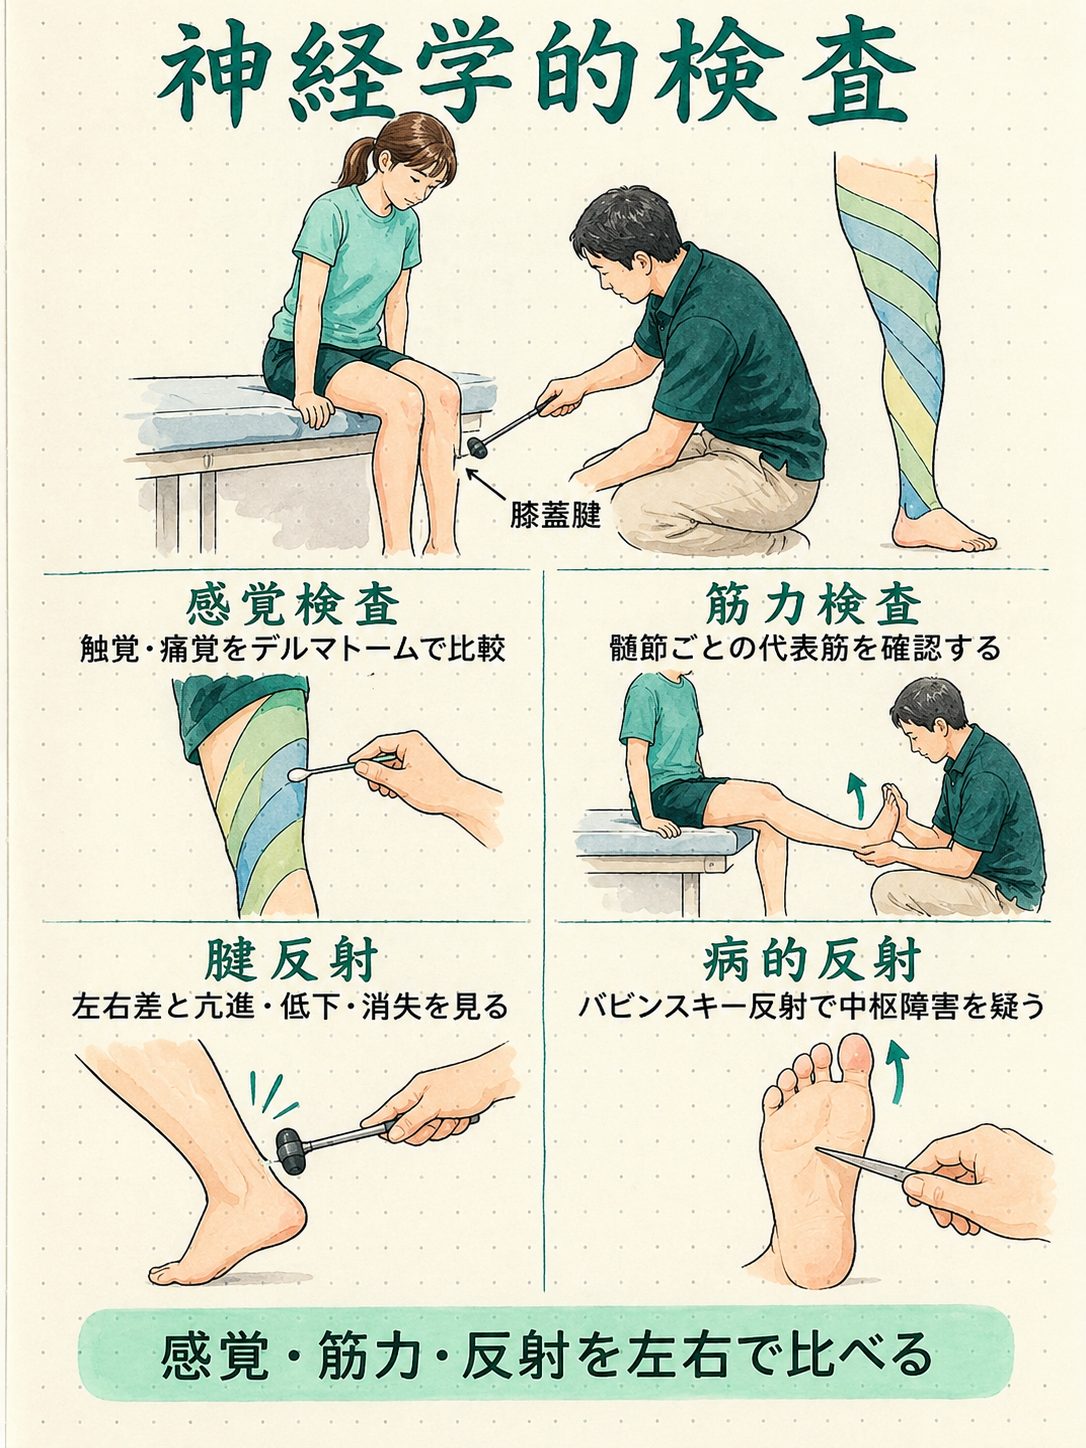 神経学的検査
膝蓋腱
感覚検査
触覚・痛覚をデルマトームで比較
筋力検査
髄節ごとの代表筋を確認する
腱反射
左右差と亢進・低下・消失を見る
病的反射
バビンスキー反射で中枢障害を疑う
感覚・筋力・反射を左右で比べる